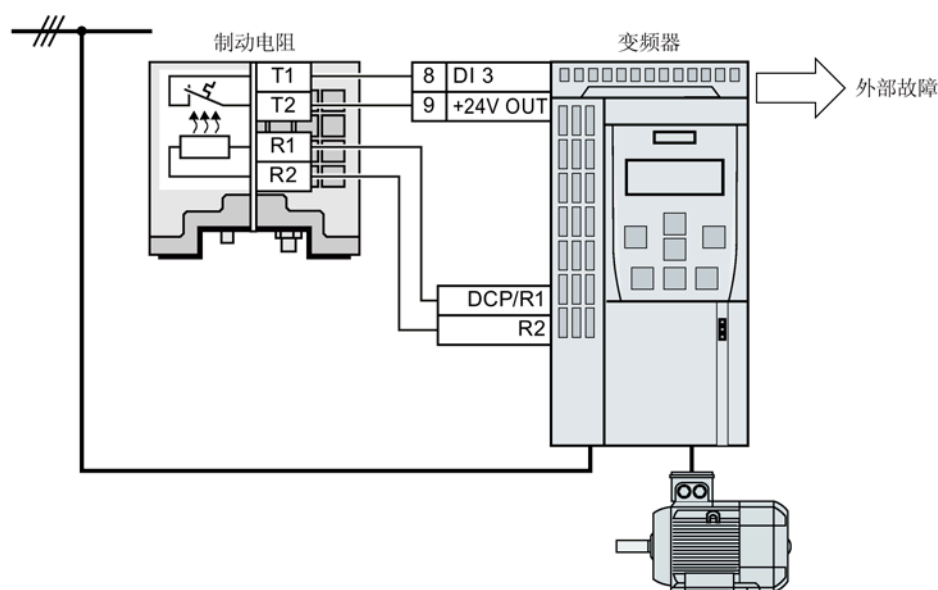 制动电阻
变频器
T1
8 DI 3
T2
9 +24V OUT
外部故障
R1
R2
DCP/R1
R2